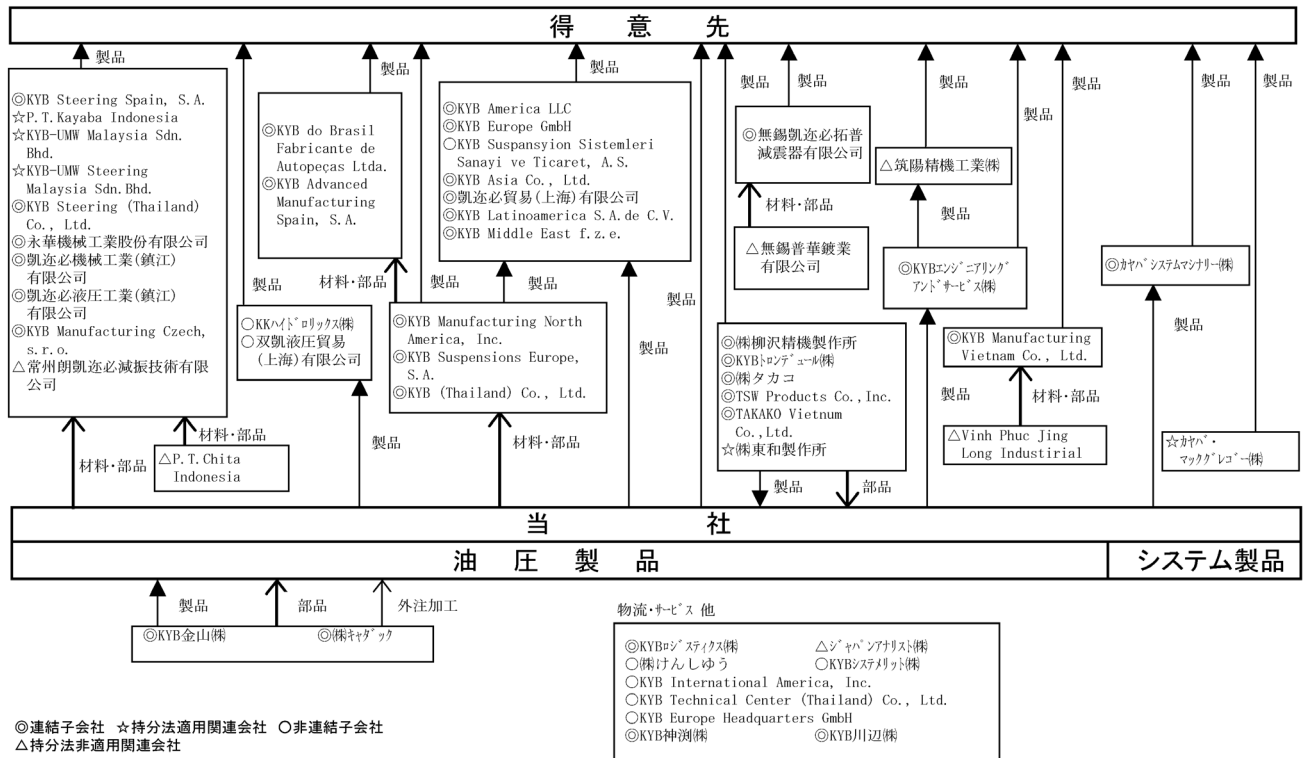 得意先
製品
製品
製品
製品
製品
製品
製品
製品
製品
製品
製品
◎KYB Steering Spain, S.A.
☆P.T.Kayaba Indonesia
☆KYB-UMW Malaysia Sdn.
Bhd.
☆KYB-UMW Steering
Malaysia Sdn.Bhd.
◎KYB Steering (Thailand)
Co., Ltd.
◎永華機械工業股份有限公司
◎凱迩必機械工業(鎮江)
有限公司
◎凱迩必液圧工業(鎮江)
有限公司
◎KYB Manufacturing Czech,
s.r.o.
△常州朗凱迩必減振技術有限
公司
◎KYB do Brasil
Fabricante de
Autopeças Ltda.
◎KYB Advanced
Manufacturing
Spain, S.A.
◎KYB America LLC
◎KYB Europe GmbH
○KYB Suspansyion Sistemleri
Sanayi ve Ticaret, A.S.
◎KYB Asia Co., Ltd.
◎凱迩必貿易(上海)有限公司
◎KYB Latinoamerica S.A.de C.V.
◎KYB Middle East f.z.e.
◎無錫凱迩必拓普
減震器有限公司
材料・部品
△無錫普華鍍業
有限公司
△筑陽精機工業㈱
製品
◎KYBエンジニアリング
アンドサービス㈱
◎カヤバシステムマシナリー㈱
製品
材料・部品
製品
製品
○KKハイドロリックス㈱
○双凱液圧貿易
(上海)有限公司
◎KYB Manufacturing North
America, Inc.
◎KYB Suspensions Europe,
S.A.
◎KYB (Thailand) Co., Ltd.
製品
◎㈱柳沢精機製作所
◎KYBトロンデュール㈱
◎㈱タカコ
◎TSW Products Co.,Inc.
◎TAKAKO Vietnum
Co.,Ltd.
☆㈱東和製作所
◎KYB Manufacturing
Vietnam Co., Ltd.
製品
材料・部品
△Vinh Phuc Jing
Long Industirial
☆カヤバ・
マックグレゴー㈱
材料・部品
材料・部品
△P.T.Chita
Indonesia
製品
材料・部品
製品
部品
当社
油圧製品
システム製品
製品
部品
外注加工
◎KYB金山㈱
◎㈱キャダック
物流・サービス 他
◎KYBロジスティクス㈱
△ジャパンアナリスト㈱
○㈱けんしゆう
○KYBシステメリット㈱
○KYB International America, Inc.
○KYB Technical Center (Thailand) Co., Ltd.
○KYB Europe Headquarters GmbH
◎KYB神渕㈱
◎KYB川辺㈱
◎連結子会社 ☆持分法適用関連会社 ○非連結子会社
△持分法非適用関連会社